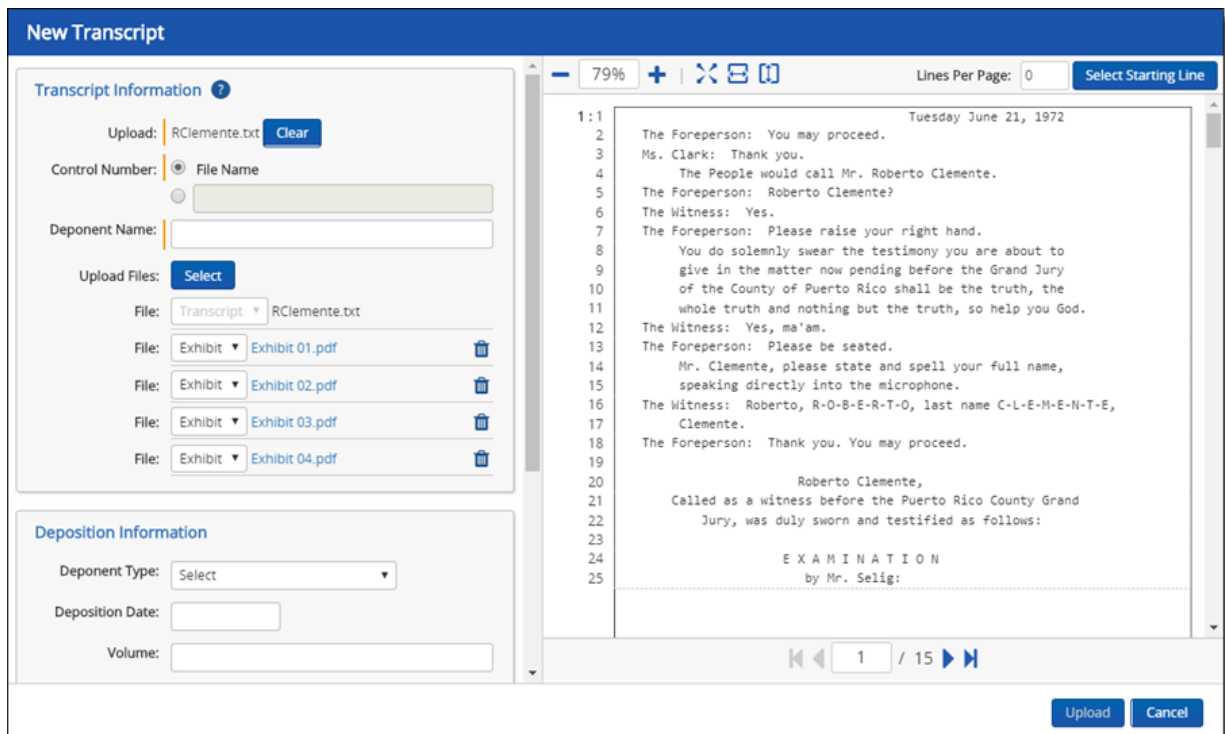 New Transcript
Transcript Information ?
Upload: RClemente.txt Clear
Control Number: File Name
Deponent Name:
Upload Files: Select
File: Transcript RClemente.txt
File: Exhibit Exhibit 01.pdf
File: Exhibit Exhibit 02.pdf
File: Exhibit Exhibit 03.pdf
File: Exhibit Exhibit 04.pdf
Deposition Information
Deponent Type: Select
Deposition Date:
Volume:
79% Lines Per Page: 0 Select Starting Line
1:1 Tuesday June 21, 1972
2 The Foreperson: You may proceed.
3 Ms. Clark: Thank you.
4 The People would call Mr. Roberto Clemente.
5 The Foreperson: Roberto Clemente?
6 The Witness: Yes.
7 The Foreperson: Please raise your right hand.
8 You do solemnly swear the testimony you are about to
9 give in the matter now pending before the Grand Jury
10 of the County of Puerto Rico shall be the truth, the
11 whole truth and nothing but the truth, so help you God.
12 The Witness: Yes, ma'am.
13 The Foreperson: Please be seated.
14 Mr. Clemente, please state and spell your full name,
15 speaking directly into the microphone.
16 The Witness: Roberto, R-O-B-E-R-T-O, last name C-L-E-M-E-N-T-E,
17 Clemente.
18 The Foreperson: Thank you. You may proceed.
19
20 Roberto Clemente,
21 Called as a witness before the Puerto Rico County Grand
22 Jury, was duly sworn and testified as follows:
23
24 E X A M I N A T I O N
25 by Mr. Selig:
1 / 15
Upload Cancel